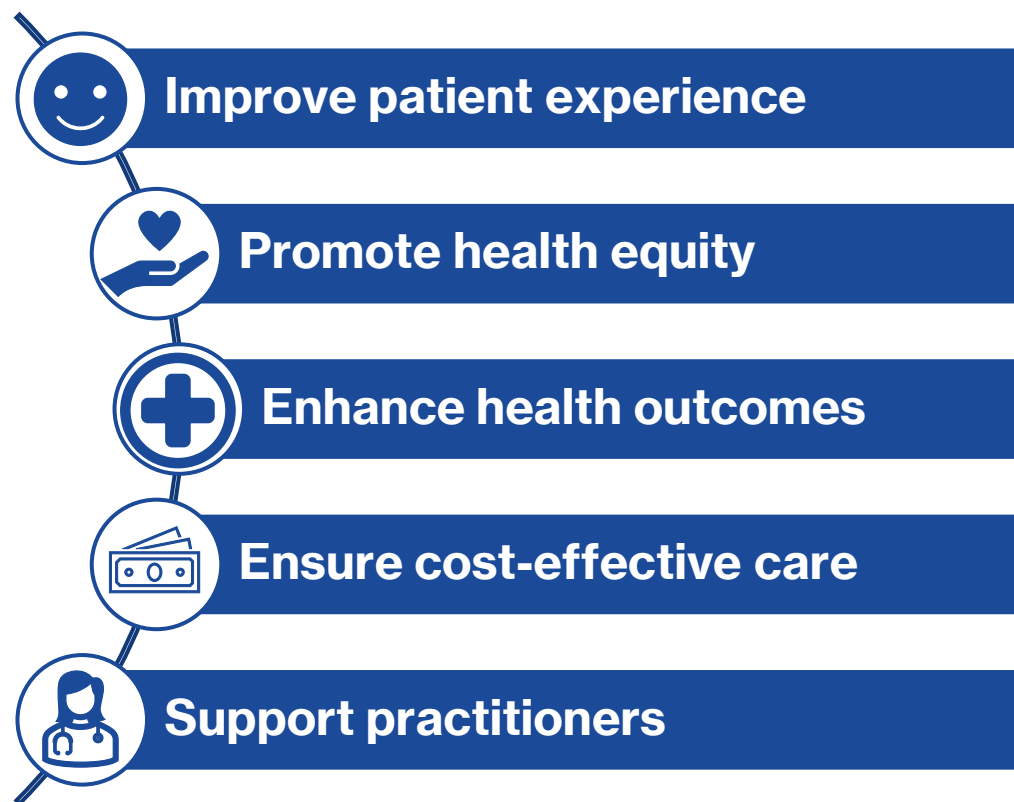 Improve patient experience
Promote health equity
Enhance health outcomes
Ensure cost-effective care
Support practitioners